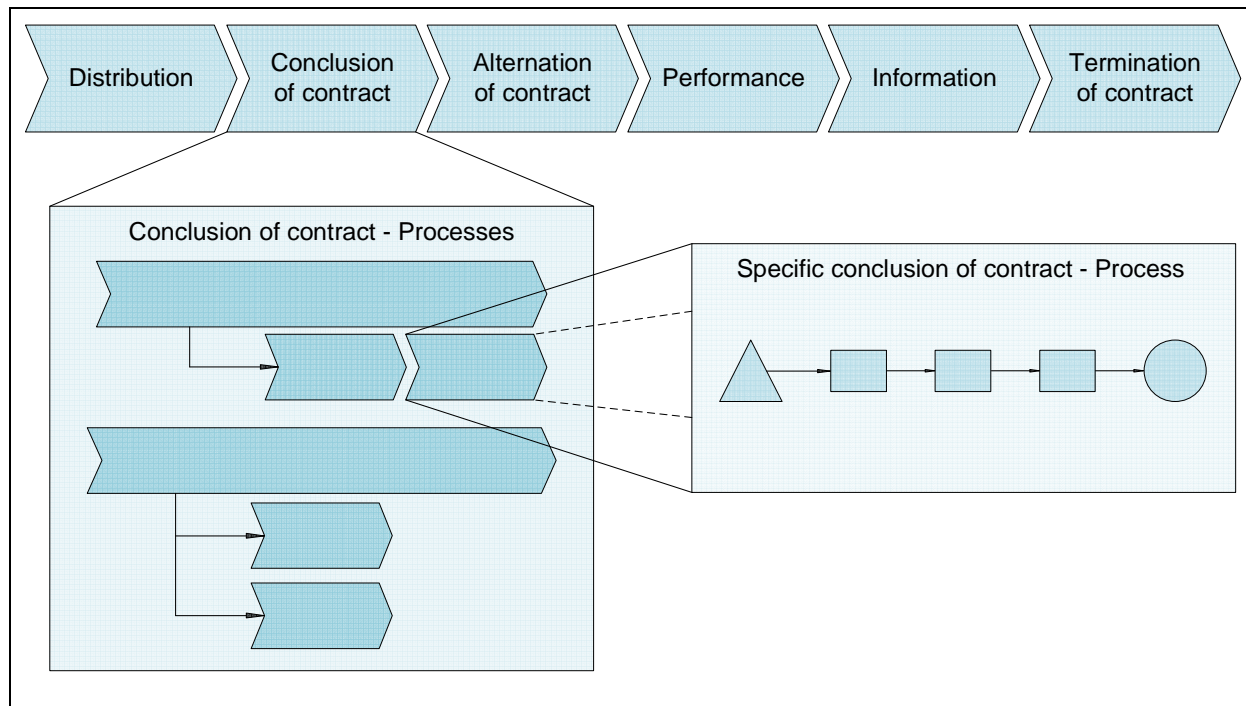 Distribution
Conclusion
of contract
Alternation
of contract
Performance
Information
Termination
of contract
Conclusion of contract - Processes
Specific conclusion of contract - Process